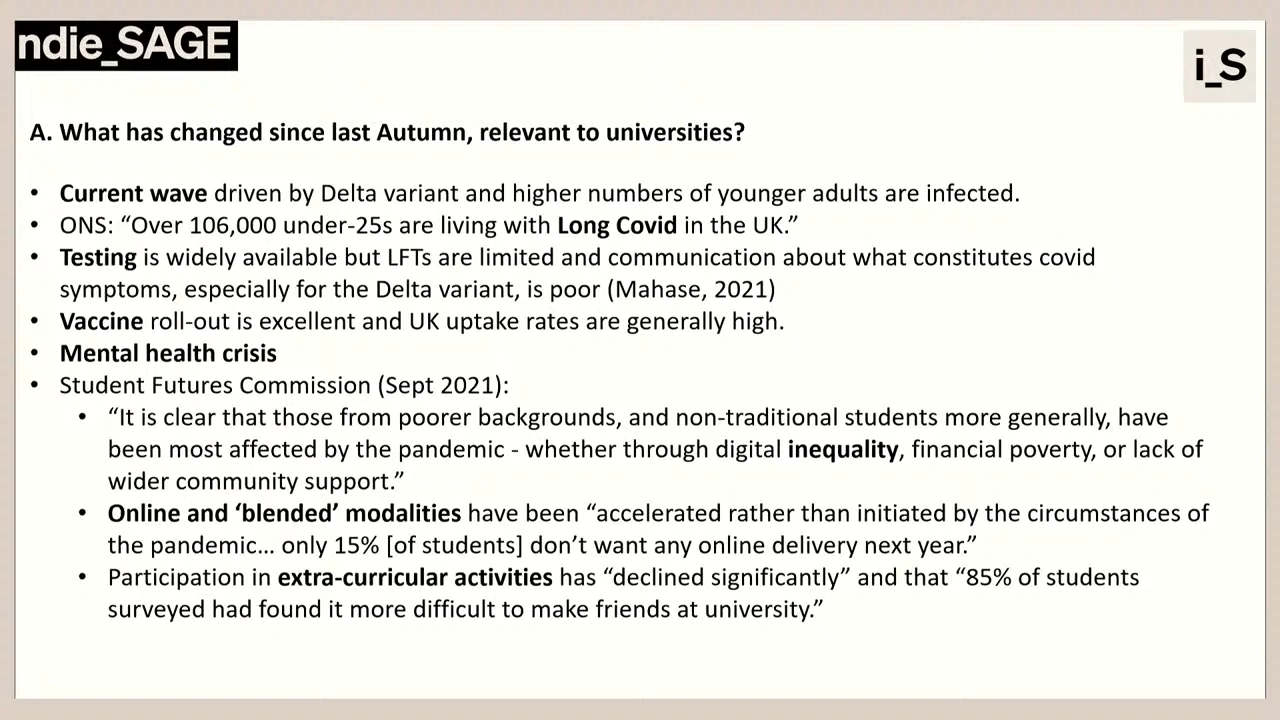 ndie_SAGE
i_S
A. What has changed since last Autumn, relevant to universities?
• Current wave driven by Delta variant and higher numbers of younger adults are infected.
• ONS: “Over 106,000 under-25s are living with Long Covid in the UK.”
• Testing is widely available but LFTs are limited and communication about what constitutes covid
symptoms, especially for the Delta variant, is poor (Mahase, 2021)
• Vaccine roll-out is excellent and UK uptake rates are generally high.
• Mental health crisis
• Student Futures Commission (Sept 2021):
• “It is clear that those from poorer backgrounds, and non-traditional students more generally, have
been most affected by the pandemic - whether through digital inequality, financial poverty, or lack of
wider community support.”
• Online and ‘blended’ modalities have been “accelerated rather than initiated by the circumstances of
the pandemic… only 15% [of students] don’t want any online delivery next year.”
• Participation in extra-curricular activities has “declined significantly” and that “85% of students
surveyed had found it more difficult to make friends at university.”